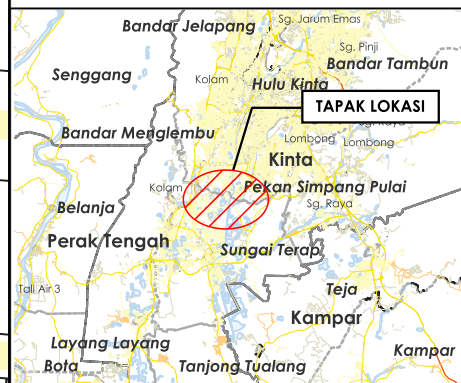 Bandar Jelapang
Sg. Jarum Emas
Sg. Pinji
Bandar Tambun
Senggang
Kolam
Hulu Kinta
TAPAK LOKASI
Sg. Raya
Bandar Menglembu
Lombong
Lombong
Kinta
Kolam
Pekan Simpang Pulai
Belanja
Sg. Raya
Perak Tengah
Sungai Terap
Tali Air 3
Teja
Kampar
Layang Layang
Kampar
Bota
Tanjong Tualang